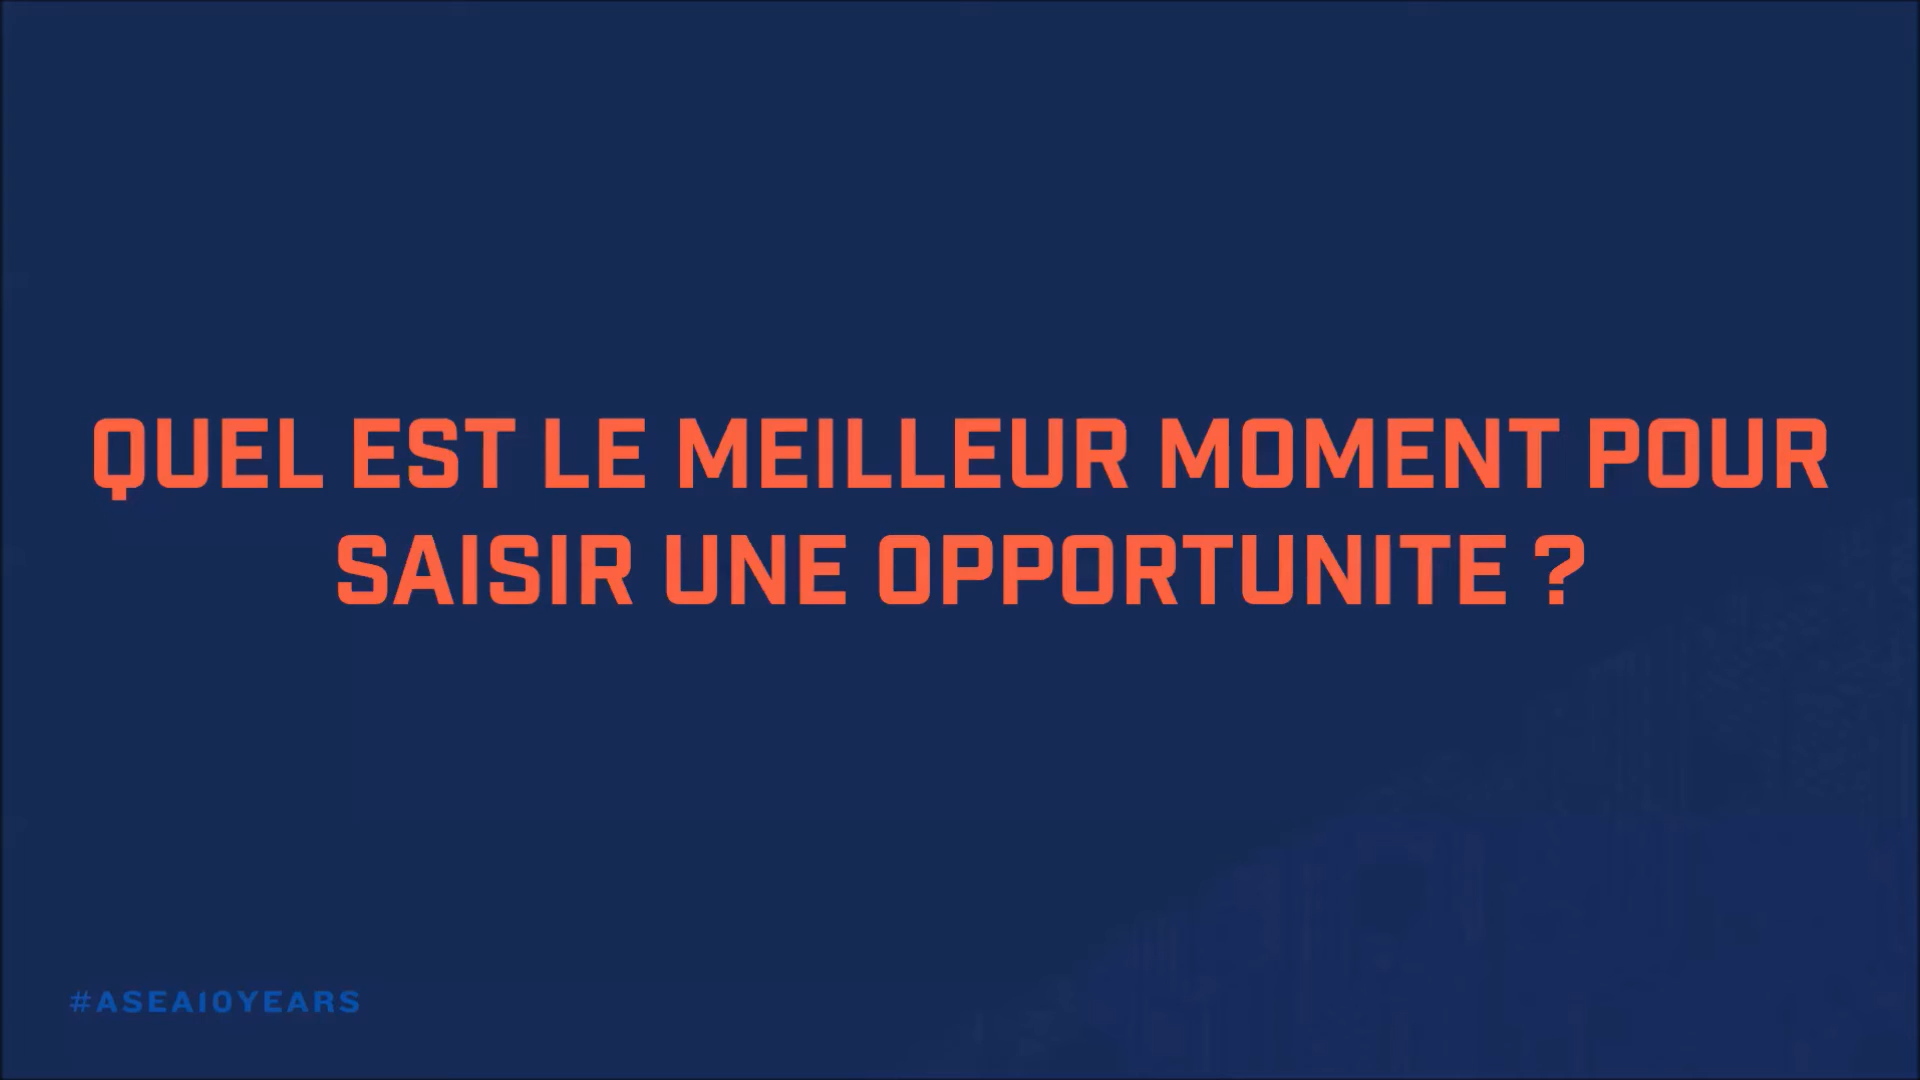 QUEL EST LE MEILLEUR MOMENT POUR
SAISIR UNE OPPORTUNITE ?
#ASEA10YEARS